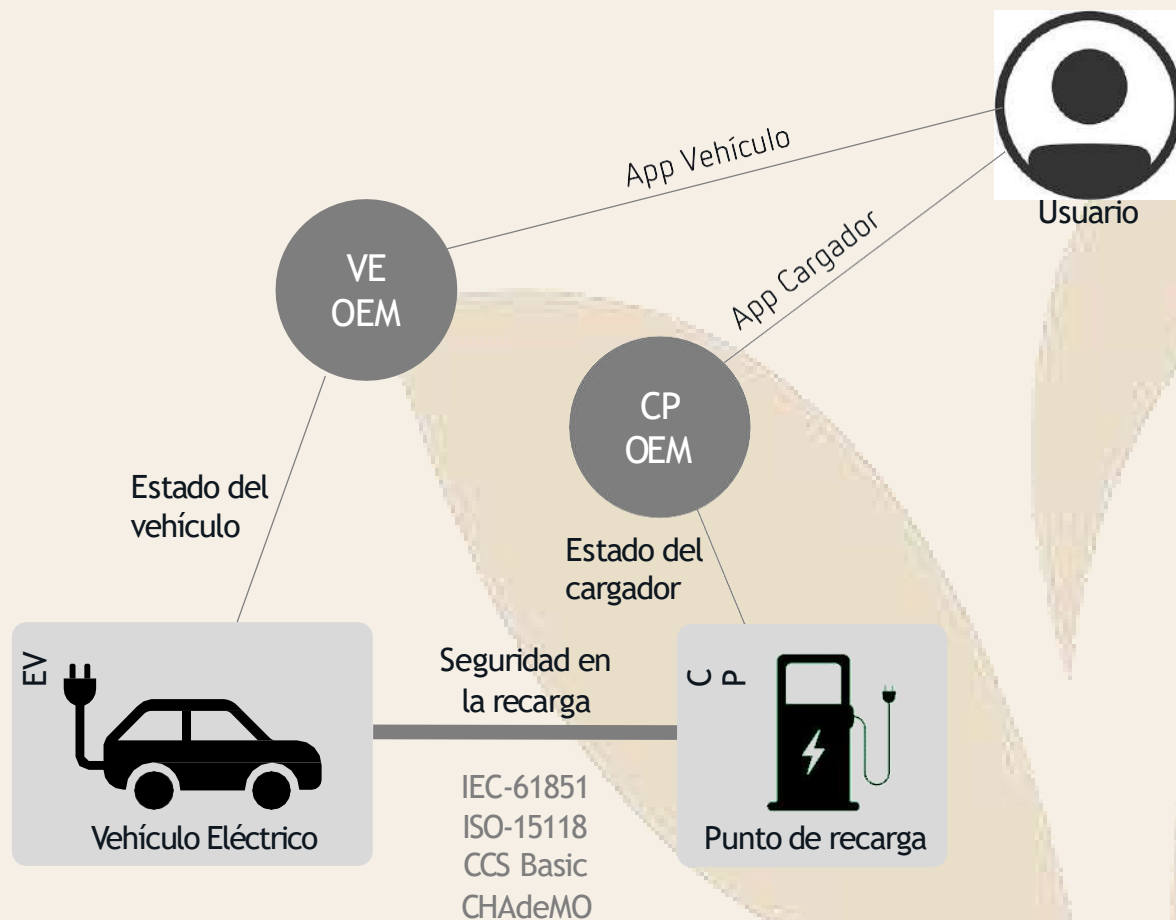 App Vehículo
Usuario
App Cargador
VE
OEM
CP
OEM
Estado del
vehículo
Estado del
cargador
EV
Seguridad en
la recarga
C
P
IEC-61851
ISO-15118
CCS Basic
CHAdeMO
Vehículo Eléctrico
Punto de recarga